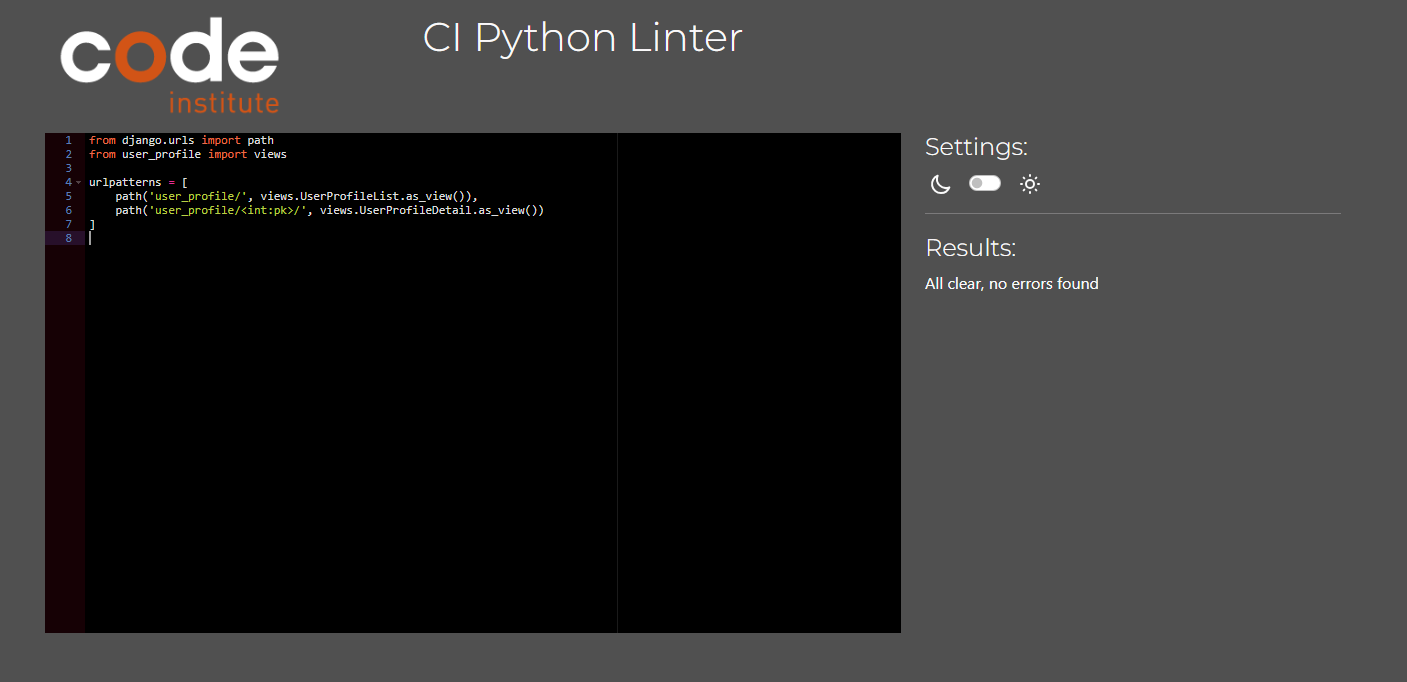 code
institute
CI Python Linter
1 from django.urls import path
2 from user_profile import views
3
4 urlpatterns = [
5     path('user_profile/', views.UserProfileList.as_view()),
6     path('user_profile/<int:pk>/', views.UserProfileDetail.as_view())
7 ]
8
Settings:
Results:
All clear, no errors found